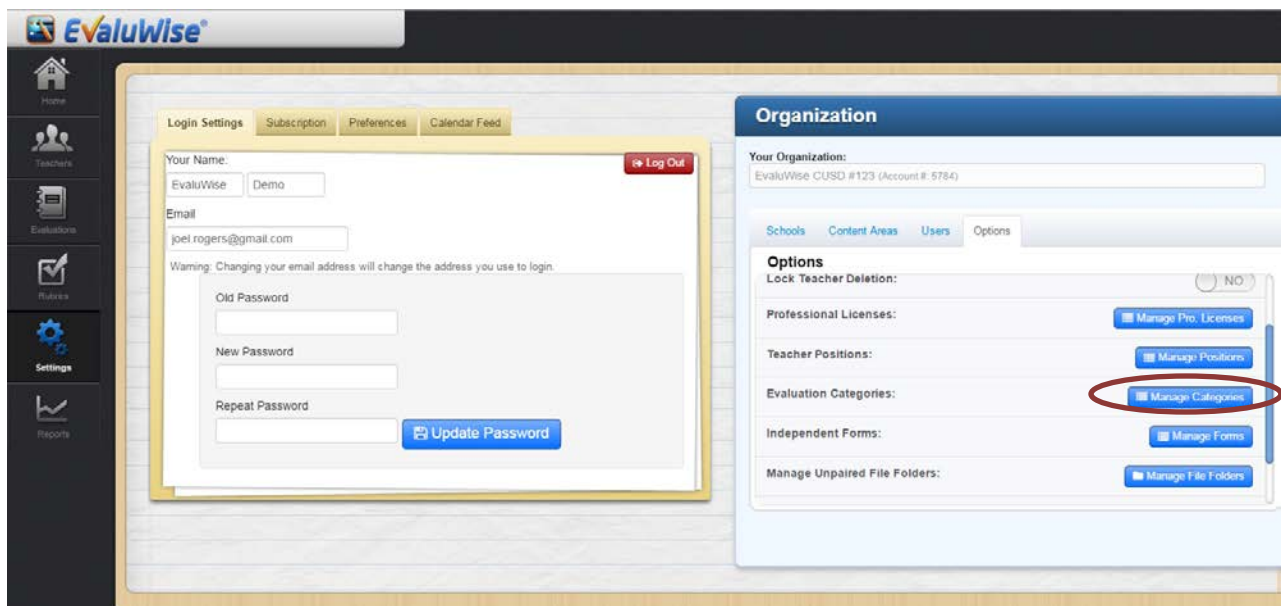 EvaluWise®
Home
Teachers
Evaluations
Rubrics
Settings
Reports
Login Settings Subscription Preferences Calendar Feed
Your Name:
Log Out
EvaluWise Demo
Email
joel.rogers@gmail.com
Warning: Changing your email address will change the address you use to login.
Old Password
New Password
Repeat Password
Update Password
Organization
Your Organization:
EvaluWise CUSD #123 (Account #: 5784)
Schools Content Areas Users Options
Options
Lock Teacher Deletion: NO
Professional Licenses: Manage Pro. Licenses
Teacher Positions: Manage Positions
Evaluation Categories: Manage Categories
Independent Forms: Manage Forms
Manage Unpaired File Folders: Manage File Folders